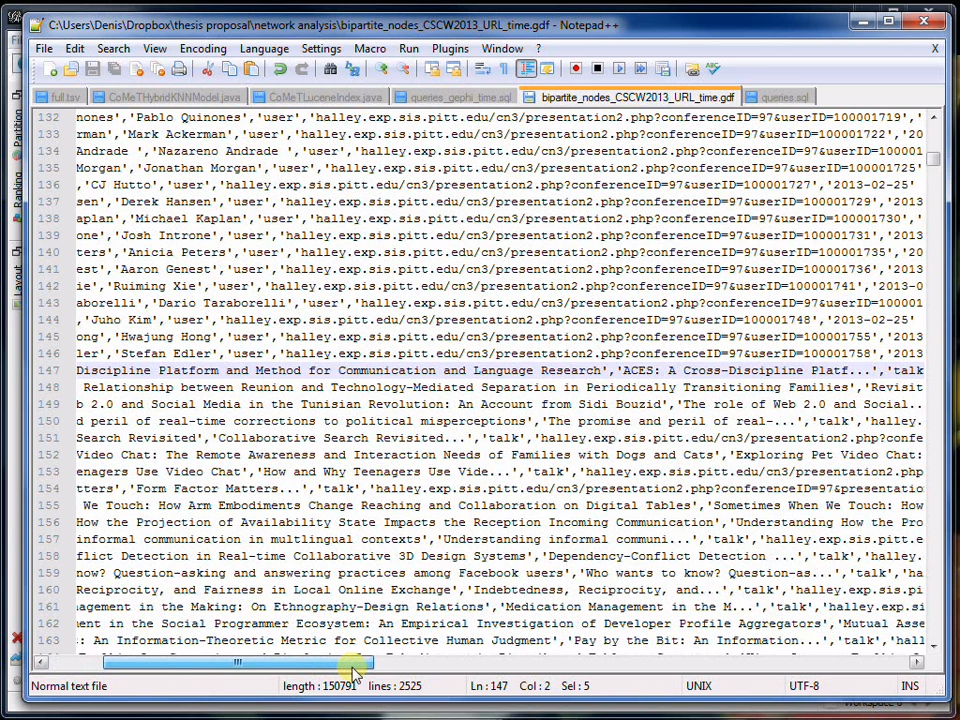 C:\Users\Denis\Dropbox\thesis proposal\network analysis\bipartite_nodes_CSCW2013_URL_time.gdf - Notepad++
File Edit Search View Encoding Language Settings Macro Run Plugins Window ? X
full.tsv CoMeTHybridKNNModel.java CoMeTLuceneIndex.java queries_gephi_time.sql bipartite_nodes_CSCW2013_URL_time.gdf queries.sql
132 nones','Pablo Quinones','user','halley.exp.sis.pitt.edu/cn3/presentation2.php?conferenceID=97&userID=100001719','
133 rman','Mark Ackerman','user','halley.exp.sis.pitt.edu/cn3/presentation2.php?conferenceID=97&userID=100001722','20
134 Andrade ','Nazareno Andrade ','user','halley.exp.sis.pitt.edu/cn3/presentation2.php?conferenceID=97&userID=100001
135 Morgan','Jonathan Morgan','user','halley.exp.sis.pitt.edu/cn3/presentation2.php?conferenceID=97&userID=100001725'
136 ,'CJ Hutto','user','halley.exp.sis.pitt.edu/cn3/presentation2.php?conferenceID=97&userID=100001727','2013-02-25'
137 sen','Derek Hansen','user','halley.exp.sis.pitt.edu/cn3/presentation2.php?conferenceID=97&userID=100001729','2013
138 aplan','Michael Kaplan','user','halley.exp.sis.pitt.edu/cn3/presentation2.php?conferenceID=97&userID=100001730','
139 one','Josh Introne','user','halley.exp.sis.pitt.edu/cn3/presentation2.php?conferenceID=97&userID=100001731','2013
140 ters','Anicia Peters','user','halley.exp.sis.pitt.edu/cn3/presentation2.php?conferenceID=97&userID=100001735','20
141 est','Aaron Genest','user','halley.exp.sis.pitt.edu/cn3/presentation2.php?conferenceID=97&userID=100001736','2013
142 ie','Ruiming Xie','user','halley.exp.sis.pitt.edu/cn3/presentation2.php?conferenceID=97&userID=100001741','2013-0
143 aborelli','Dario Taraborelli','user','halley.exp.sis.pitt.edu/cn3/presentation2.php?conferenceID=97&userID=100001
144 ,'Juho Kim','user','halley.exp.sis.pitt.edu/cn3/presentation2.php?conferenceID=97&userID=100001748','2013-02-25'
145 ong','Hwajung Hong','user','halley.exp.sis.pitt.edu/cn3/presentation2.php?conferenceID=97&userID=100001755','2013
146 ler','Stefan Edler','user','halley.exp.sis.pitt.edu/cn3/presentation2.php?conferenceID=97&userID=100001758','2013
147 Discipline Platform and Method for Communication and Language Research','ACES: A Cross-Discipline Platf...','talk
148 Relationship between Reunion and Technology-Mediated Separation in Periodically Transitioning Families','Revisit
149 b 2.0 and Social Media in the Tunisian Revolution: An Account from Sidi Bouzid','The role of Web 2.0 and Social..
150 d peril of real-time corrections to political misperceptions','The promise and peril of real-...','talk','halley.
151 Search Revisited','Collaborative Search Revisited...','talk','halley.exp.sis.pitt.edu/cn3/presentation2.php?confe
152 Video Chat: The Remote Awareness and Interaction Needs of Families with Dogs and Cats','Exploring Pet Video Chat:
153 enagers Use Video Chat','How and Why Teenagers Use Vide...','talk','halley.exp.sis.pitt.edu/cn3/presentation2.php
154 tters','Form Factor Matters...','talk','halley.exp.sis.pitt.edu/cn3/presentation2.php?conferenceID=97&presentatio
155 We Touch: How Arm Embodiments Change Reaching and Collaboration on Digital Tables','Sometimes When We Touch: How
156 How the Projection of Availability State Impacts the Reception Incoming Communication','Understanding How the Pro
157 informal communication in multilingual contexts','Understanding informal communi...','talk','halley.exp.sis.pitt.
158 flict Detection in Real-time Collaborative 3D Design Systems','Dependency-Conflict Detection ...','talk','halley.
159 now? Question-asking and answering practices among Facebook users','Who wants to know? Question-as...','talk','ha
160 Reciprocity, and Fairness in Local Online Exchange','Indebtedness, Reciprocity, and...','talk','halley.exp.sis.pi
161 agement in the Making: On Ethnography-Design Relations','Medication Management in the M...','talk','halley.exp.si
162 ent in the Social Programmer Ecosystem: An Empirical Investigation of Developer Profile Aggregators','Mutual Asse
163 : An Information-Theoretic Metric for Collective Human Judgment','Pay by the Bit: An Information...','talk','hall
Normal text file length : 150791 lines : 2525 Ln : 147 Col : 2 Sel : 5 UNIX UTF-8 INS
Partition
Ranking
Layout